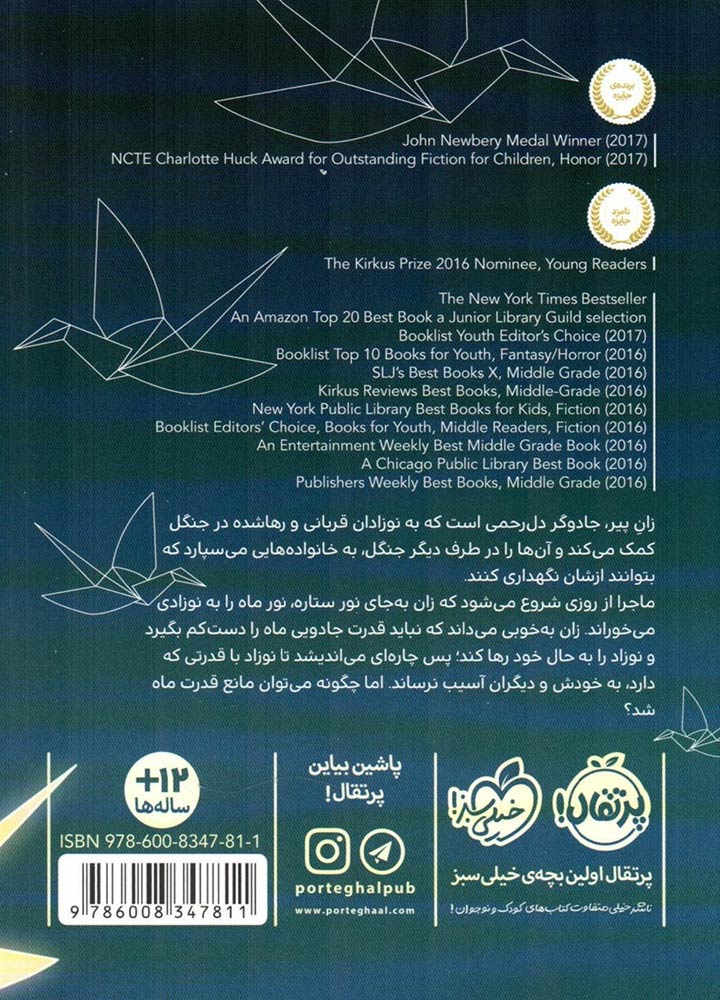 برنده‌ی
جایزه
John Newbery Medal Winner (2017)
NCTE Charlotte Huck Award for Outstanding Fiction for Children, Honor (2017)
نامزد
جایزه
The Kirkus Prize 2016 Nominee, Young Readers
The New York Times Bestseller
An Amazon Top 20 Best Book a Junior Library Guild selection
Booklist Youth Editor's Choice (2017)
Booklist Top 10 Books for Youth, Fantasy/Horror (2016)
SLJ's Best Books X, Middle Grade (2016)
Kirkus Reviews Best Books, Middle-Grade (2016)
New York Public Library Best Books for Kids, Fiction (2016)
Booklist Editors' Choice, Books for Youth, Middle Readers, Fiction (2016)
An Entertainment Weekly Best Middle Grade Book (2016)
A Chicago Public Library Best Book (2016)
Publishers Weekly Best Books, Middle Grade (2016)
زانِ پیر، جادوگر دل‌رحمی است که به نوزادان قربانی و رهاشده در جنگل
کمک می‌کند و آن‌ها را در طرف دیگر جنگل، به خانواده‌هایی می‌سپارد که
بتوانند ازشان نگهداری کنند.
ماجرا از روزی شروع می‌شود که زان به‌جای نور ستاره، نور ماه را به نوزادی
می‌خوراند. زان به‌خوبی می‌داند که نباید قدرت جادویی ماه را دست‌کم بگیرد
و نوزاد را به حال خود رها کند؛ پس چاره‌ای می‌اندیشد تا نوزاد با قدرتی که
دارد، به خودش و دیگران آسیب نرساند. اما چگونه می‌توان مانع قدرت ماه
شد؟
پرتقال!
خیلی سبز!
پرتقال اولین بچه‌ی خیلی سبز
ناشر خیلی متفاوت کتاب‌های کودک و نوجوان!
پاشین بیاین
پرتقال!
porteghalpub
www.porteghaal.com
+۱۲
ساله‌ها
ISBN 978-600-8347-81-1
9 786008 347811